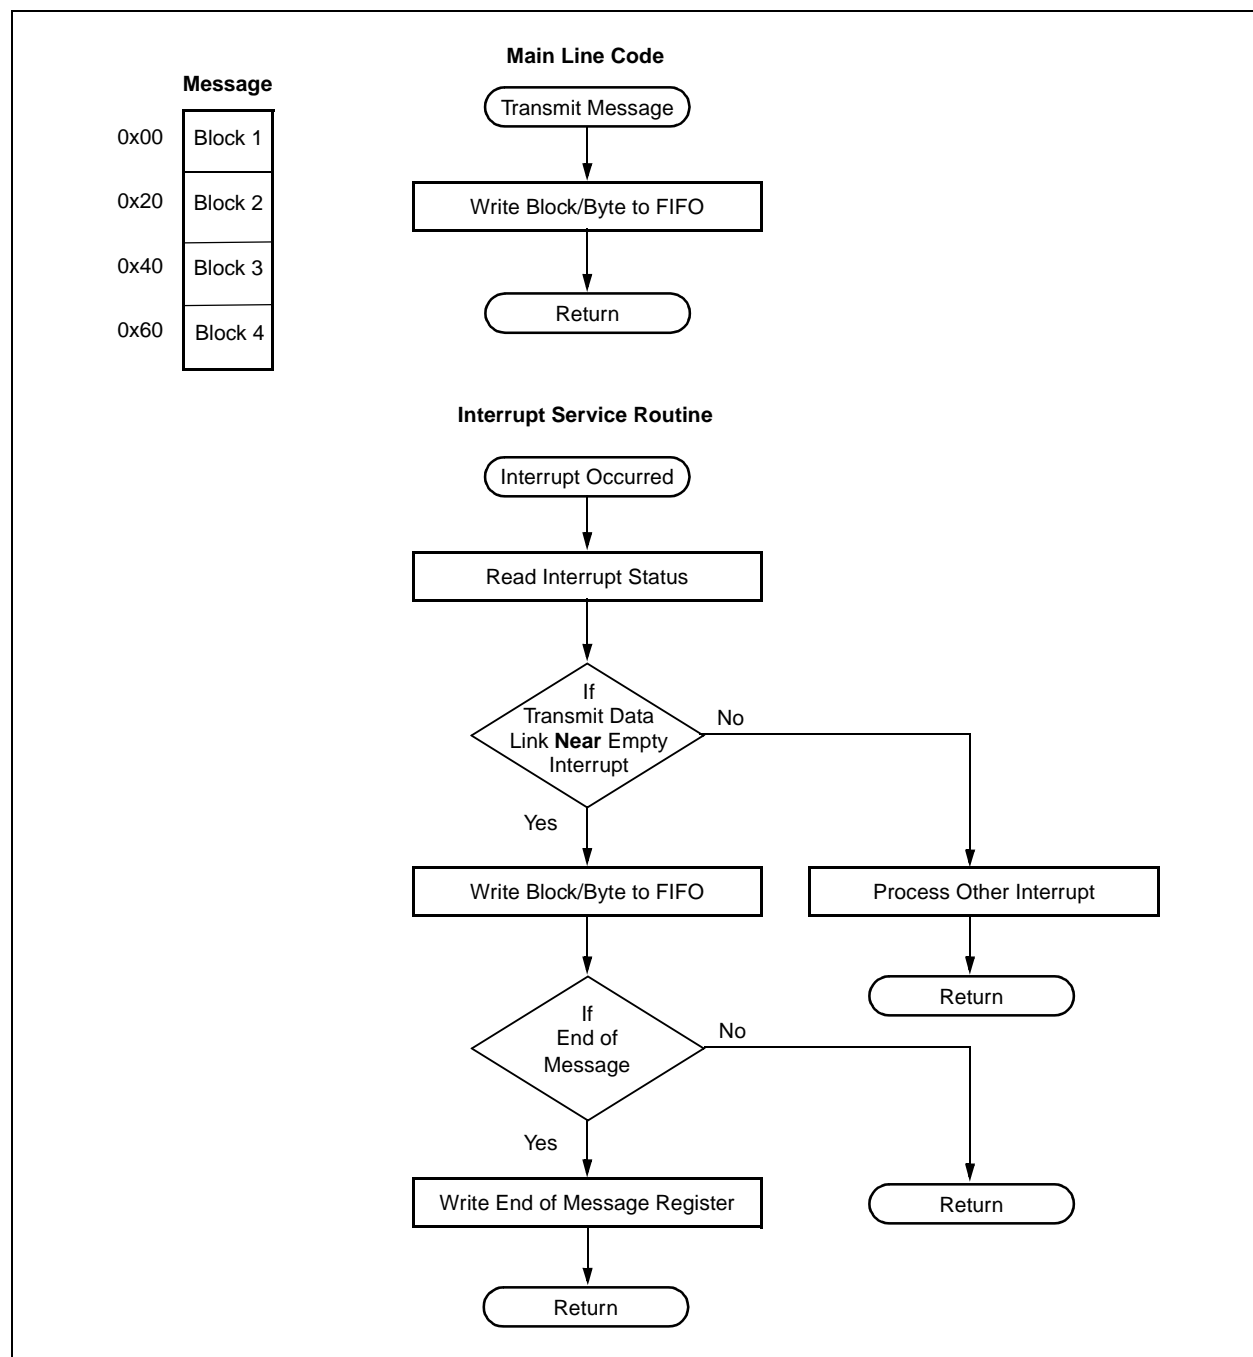 Main Line Code
Message
Transmit Message
0x00
Block 1
0x20
Block 2
Write Block/Byte to FIFO
0x40
Block 3
Return
0x60
Block 4
Interrupt Service Routine
Interrupt Occurred
Read Interrupt Status
If
Transmit Data
Link Near Empty
Interrupt
No
Yes
Write Block/Byte to FIFO
Process Other Interrupt
Return
If
End of
Message
No
Yes
Write End of Message Register
Return
Return